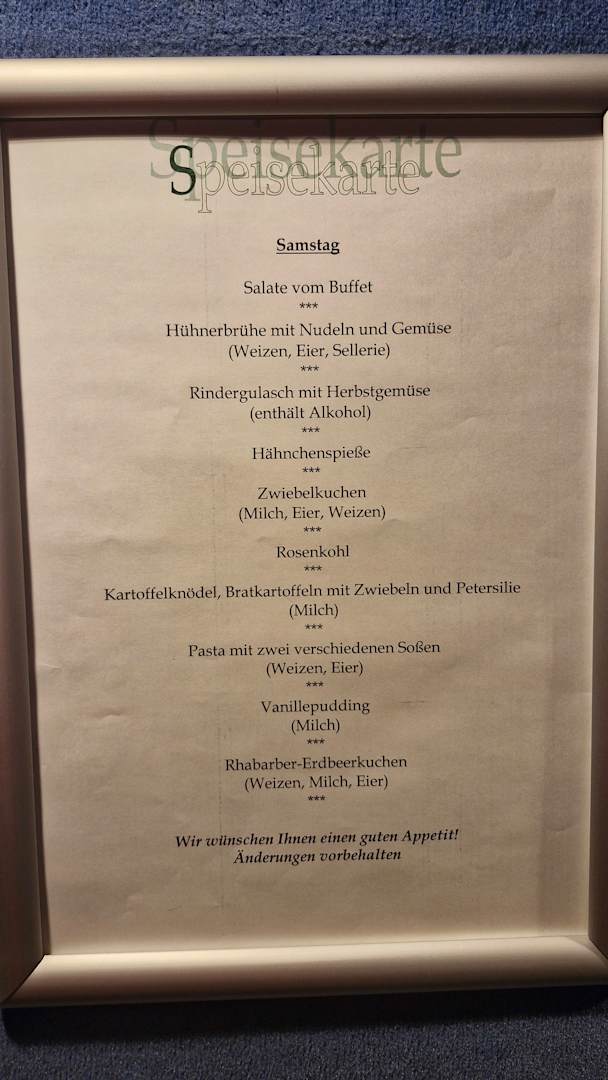 Speisekarte
Speisekarte
Samstag
Salate vom Buffet
***
Hühnerbrühe mit Nudeln und Gemüse
(Weizen, Eier, Sellerie)
***
Rindergulasch mit Herbstgemüse
(enthält Alkohol)
***
Hähnchenspieße
***
Zwiebelkuchen
(Milch, Eier, Weizen)
***
Rosenkohl
***
Kartoffelknödel, Bratkartoffeln mit Zwiebeln und Petersilie
(Milch)
***
Pasta mit zwei verschiedenen Soßen
(Weizen, Eier)
***
Vanillepudding
(Milch)
***
Rhabarber-Erdbeerkuchen
(Weizen, Milch, Eier)
***
Wir wünschen Ihnen einen guten Appetit!
Änderungen vorbehalten